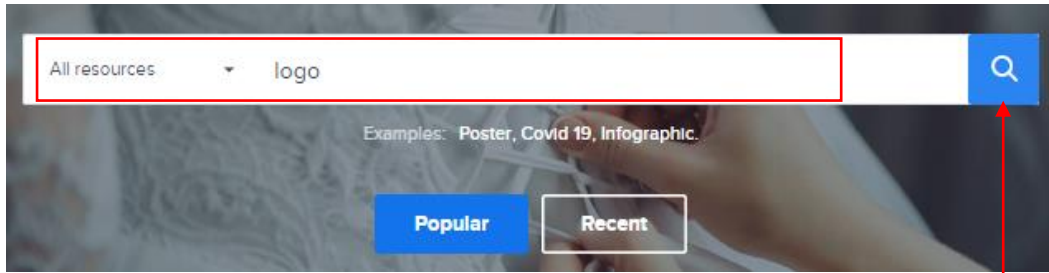 All resources logo
Examples: Poster, Covid 19, Infographic.
Popular Recent